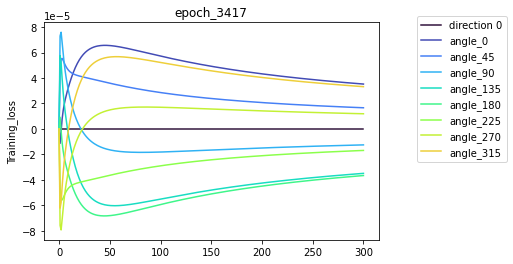 epoch_3417
1e−5
Training_loss
8
6
4
2
0
−2
−4
−6
−8
0
50
100
150
200
250
300
direction 0
angle_0
angle_45
angle_90
angle_135
angle_180
angle_225
angle_270
angle_315